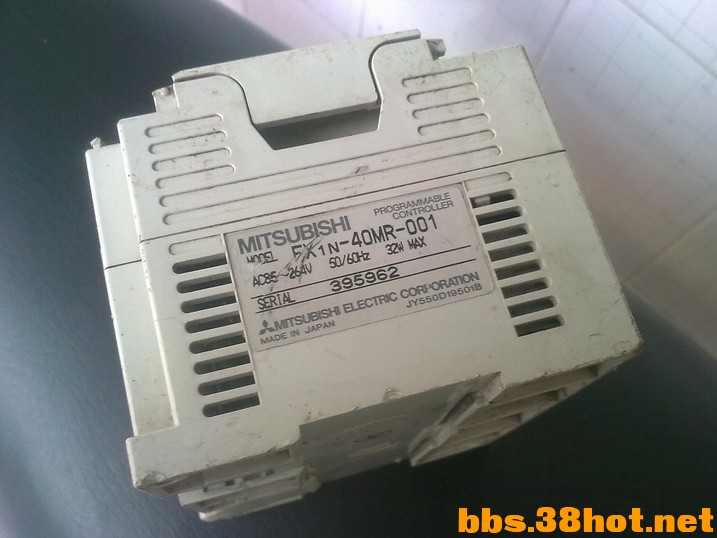 MITSUBISHI PROGRAMMABLE CONTROLLER
MODEL FX1N-40MR-001
AC85~264V 50/60Hz 32W MAX
SERIAL 395962
MITSUBISHI ELECTRIC CORPORATION
MADE IN JAPAN JY550D19501B
bbs.38hot.net